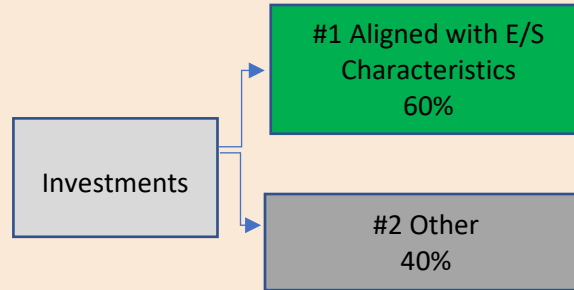 #1 Aligned with E/S
Characteristics
60%
Investments
#2 Other
40%